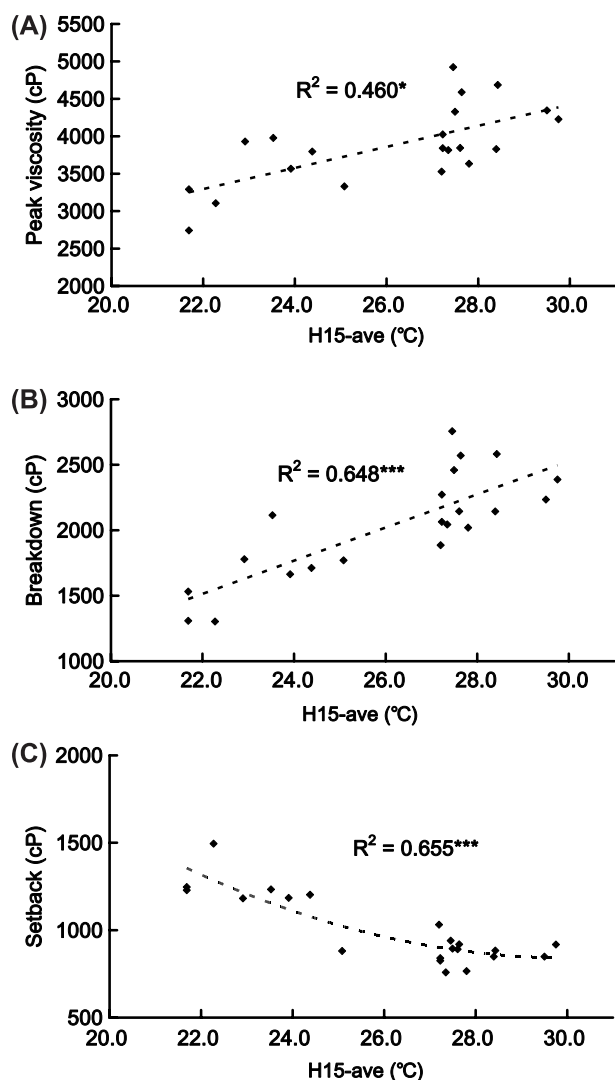 (A)
5500
5000
4500
4000
3500
3000
2500
2000
Peak viscosity (cP)
R² = 0.460*
20.0 22.0 24.0 26.0 28.0 30.0
H15-ave (℃)
(B)
3000
2500
2000
1500
1000
Breakdown (cP)
R² = 0.648***
20.0 22.0 24.0 26.0 28.0 30.0
H15-ave (℃)
(C)
2000
1500
1000
500
Setback (cP)
R² = 0.655***
20.0 22.0 24.0 26.0 28.0 30.0
H15-ave (℃)